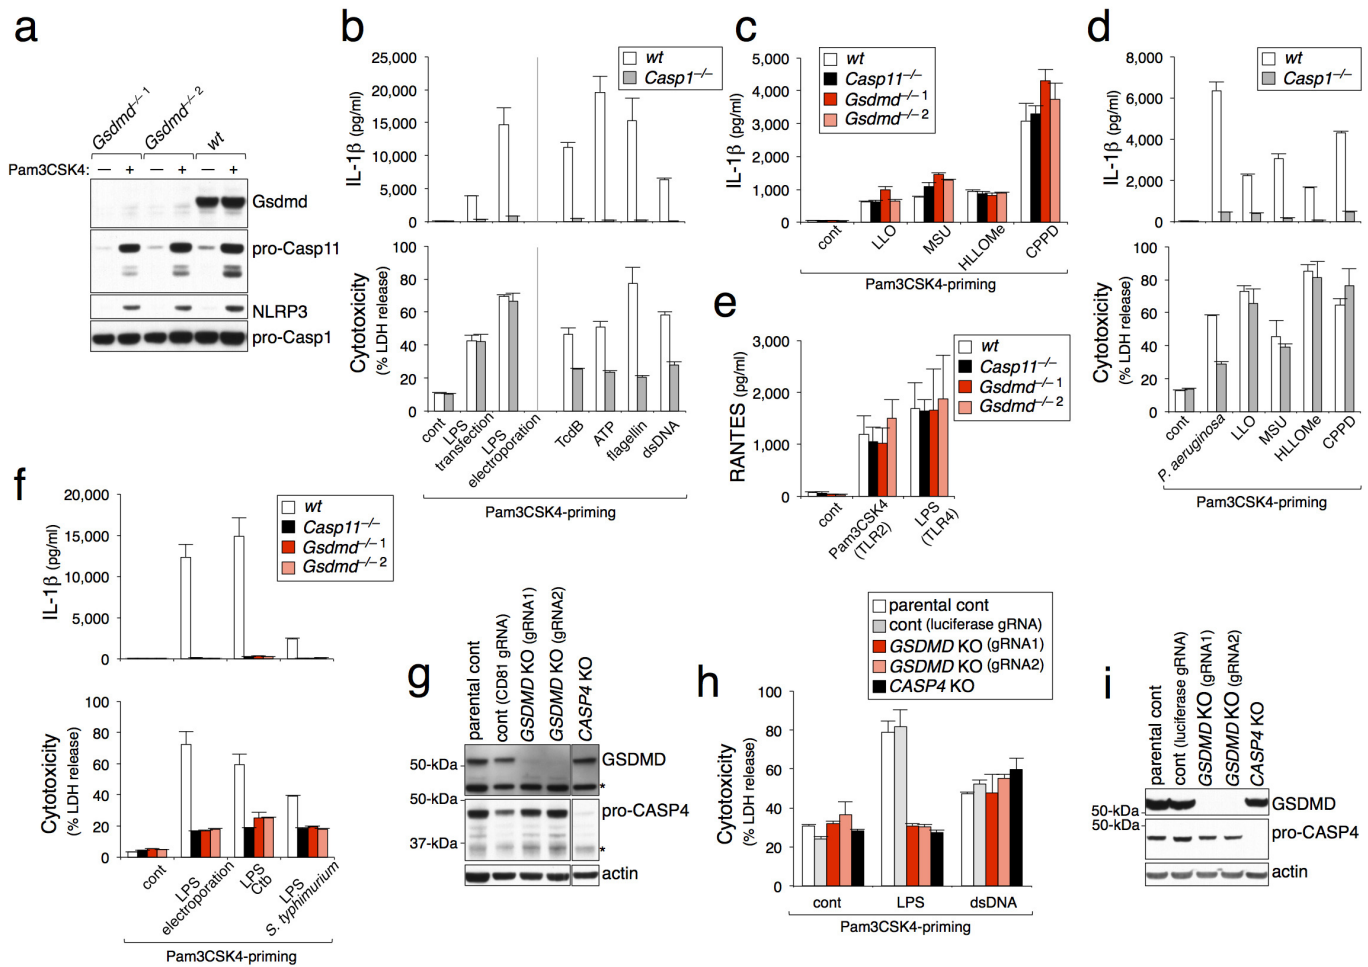 a
Gsdmd–/– 1
Gsdmd–/– 2
wt
Pam3CSK4: — + — + — +
Gsdmd
pro-Casp11
NLRP3
pro-Casp1
b
25,000
20,000
15,000
10,000
5,000
0
IL-1β (pg/ml)
wt
Casp1–/–
100
80
60
40
20
0
Cytotoxicity
(% LDH release)
cont
LPS
transfection
LPS
electroporation
TcdB
ATP
flagellin
dsDNA
Pam3CSK4-priming
c
5,000
4,000
3,000
2,000
1,000
0
IL-1β (pg/ml)
wt
Casp11–/–
Gsdmd–/– 1
Gsdmd–/– 2
cont
LLO
MSU
HLLOMe
CPPD
Pam3CSK4-priming
d
8,000
6,000
4,000
2,000
0
IL-1β (pg/ml)
wt
Casp1–/–
100
80
60
40
20
0
Cytotoxicity
(% LDH release)
cont
P. aeruginosa
LLO
MSU
HLLOMe
CPPD
Pam3CSK4-priming
e
3,000
2,000
1,000
0
RANTES (pg/ml)
wt
Casp11–/–
Gsdmd–/– 1
Gsdmd–/– 2
cont
Pam3CSK4
(TLR2)
LPS
(TLR4)
f
20,000
15,000
10,000
5,000
0
IL-1β (pg/ml)
wt
Casp11–/–
Gsdmd–/– 1
Gsdmd–/– 2
100
80
60
40
20
0
Cytotoxicity
(% LDH release)
cont
LPS
electroporation
LPS
Ctb
LPS
S. typhimurium
Pam3CSK4-priming
g
parental cont
cont (CD81 gRNA)
GSDMD KO (gRNA1)
GSDMD KO (gRNA2)
CASP4 KO
50-kDa
GSDMD
*
50-kDa
pro-CASP4
37-kDa
*
actin
h
parental cont
cont (luciferase gRNA)
GSDMD KO (gRNA1)
GSDMD KO (gRNA2)
CASP4 KO
100
80
60
40
20
0
Cytotoxicity
(% LDH release)
cont
LPS
dsDNA
Pam3CSK4-priming
i
parental cont
cont (luciferase gRNA)
GSDMD KO (gRNA1)
GSDMD KO (gRNA2)
CASP4 KO
50-kDa
GSDMD
50-kDa
pro-CASP4
actin